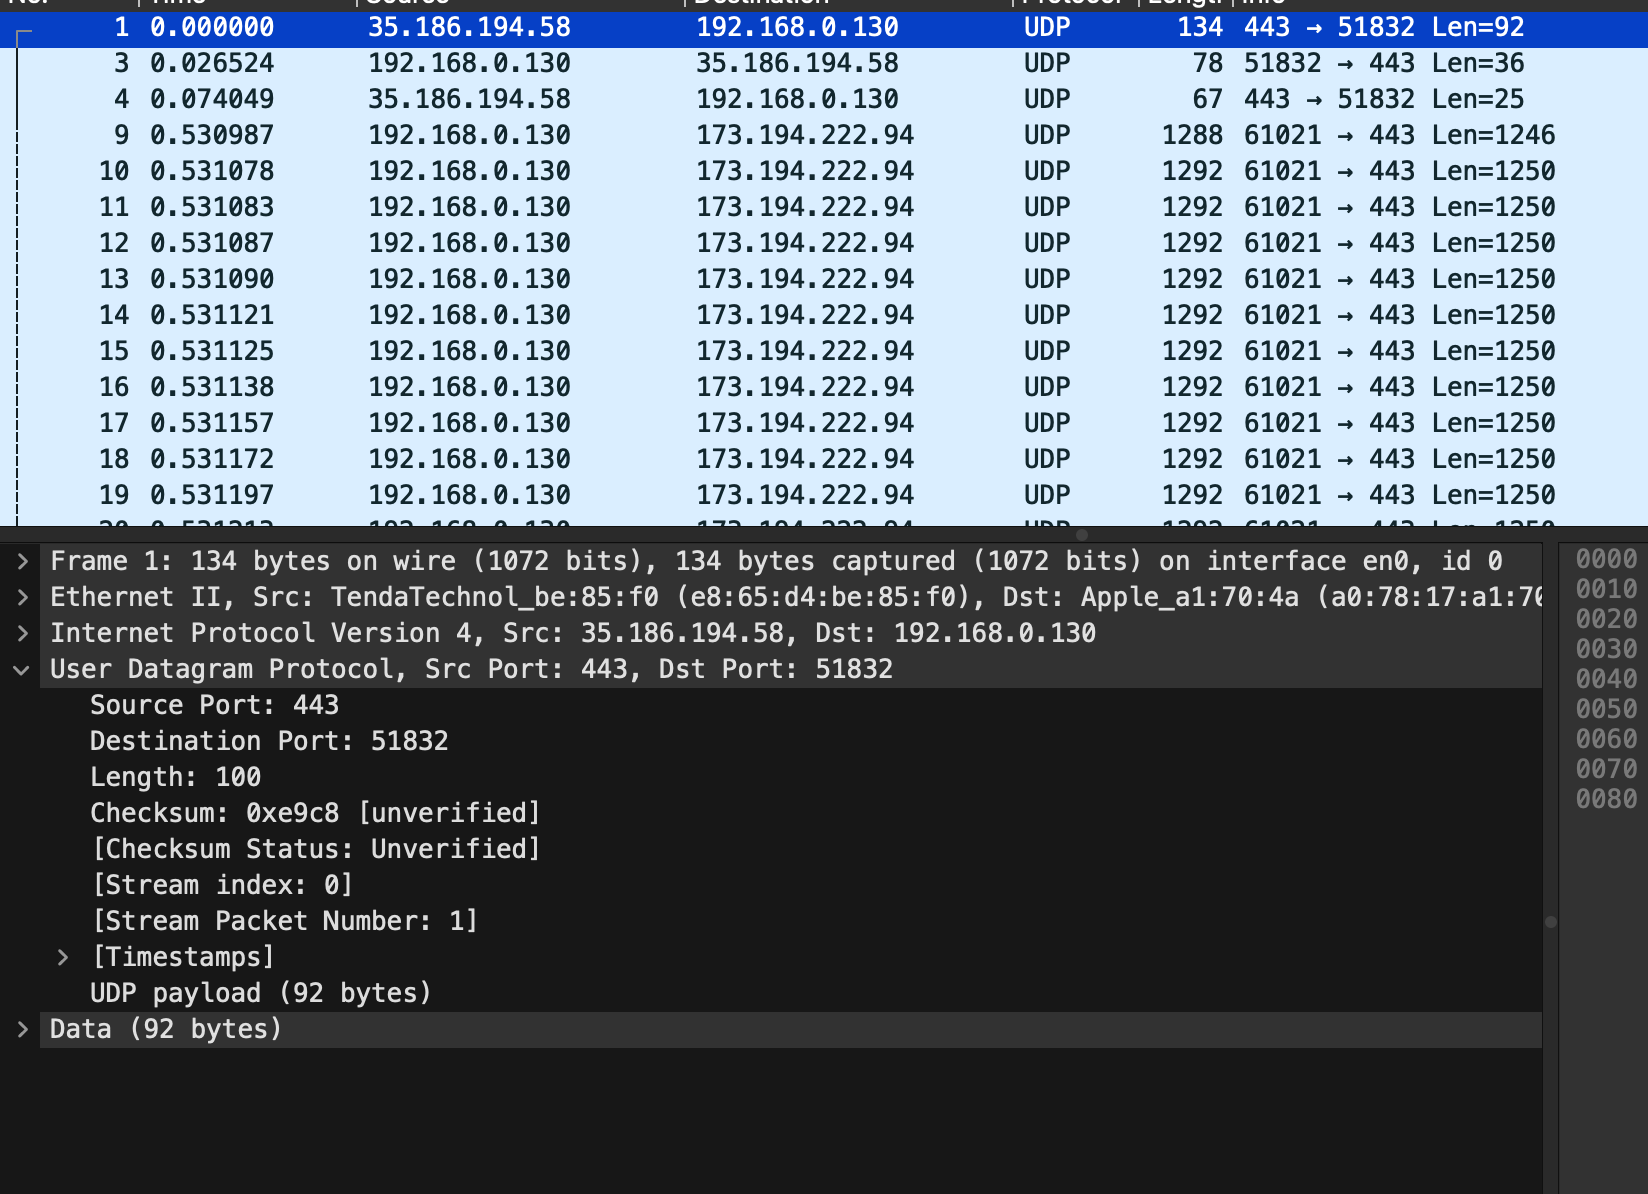 No. Time Source Destination Protocol Length Info
1 0.000000 35.186.194.58 192.168.0.130 UDP 134 443 → 51832 Len=92
3 0.026524 192.168.0.130 35.186.194.58 UDP 78 51832 → 443 Len=36
4 0.074049 35.186.194.58 192.168.0.130 UDP 67 443 → 51832 Len=25
9 0.530987 192.168.0.130 173.194.222.94 UDP 1288 61021 → 443 Len=1246
10 0.531078 192.168.0.130 173.194.222.94 UDP 1292 61021 → 443 Len=1250
11 0.531083 192.168.0.130 173.194.222.94 UDP 1292 61021 → 443 Len=1250
12 0.531087 192.168.0.130 173.194.222.94 UDP 1292 61021 → 443 Len=1250
13 0.531090 192.168.0.130 173.194.222.94 UDP 1292 61021 → 443 Len=1250
14 0.531121 192.168.0.130 173.194.222.94 UDP 1292 61021 → 443 Len=1250
15 0.531125 192.168.0.130 173.194.222.94 UDP 1292 61021 → 443 Len=1250
16 0.531138 192.168.0.130 173.194.222.94 UDP 1292 61021 → 443 Len=1250
17 0.531157 192.168.0.130 173.194.222.94 UDP 1292 61021 → 443 Len=1250
18 0.531172 192.168.0.130 173.194.222.94 UDP 1292 61021 → 443 Len=1250
19 0.531197 192.168.0.130 173.194.222.94 UDP 1292 61021 → 443 Len=1250
Frame 1: 134 bytes on wire (1072 bits), 134 bytes captured (1072 bits) on interface en0, id 0
Ethernet II, Src: TendaTechnol_be:85:f0 (e8:65:d4:be:85:f0), Dst: Apple_a1:70:4a (a0:78:17:a1:70
Internet Protocol Version 4, Src: 35.186.194.58, Dst: 192.168.0.130
User Datagram Protocol, Src Port: 443, Dst Port: 51832
Source Port: 443
Destination Port: 51832
Length: 100
Checksum: 0xe9c8 [unverified]
[Checksum Status: Unverified]
[Stream index: 0]
[Stream Packet Number: 1]
[Timestamps]
UDP payload (92 bytes)
Data (92 bytes)
0000
0010
0020
0030
0040
0050
0060
0070
0080